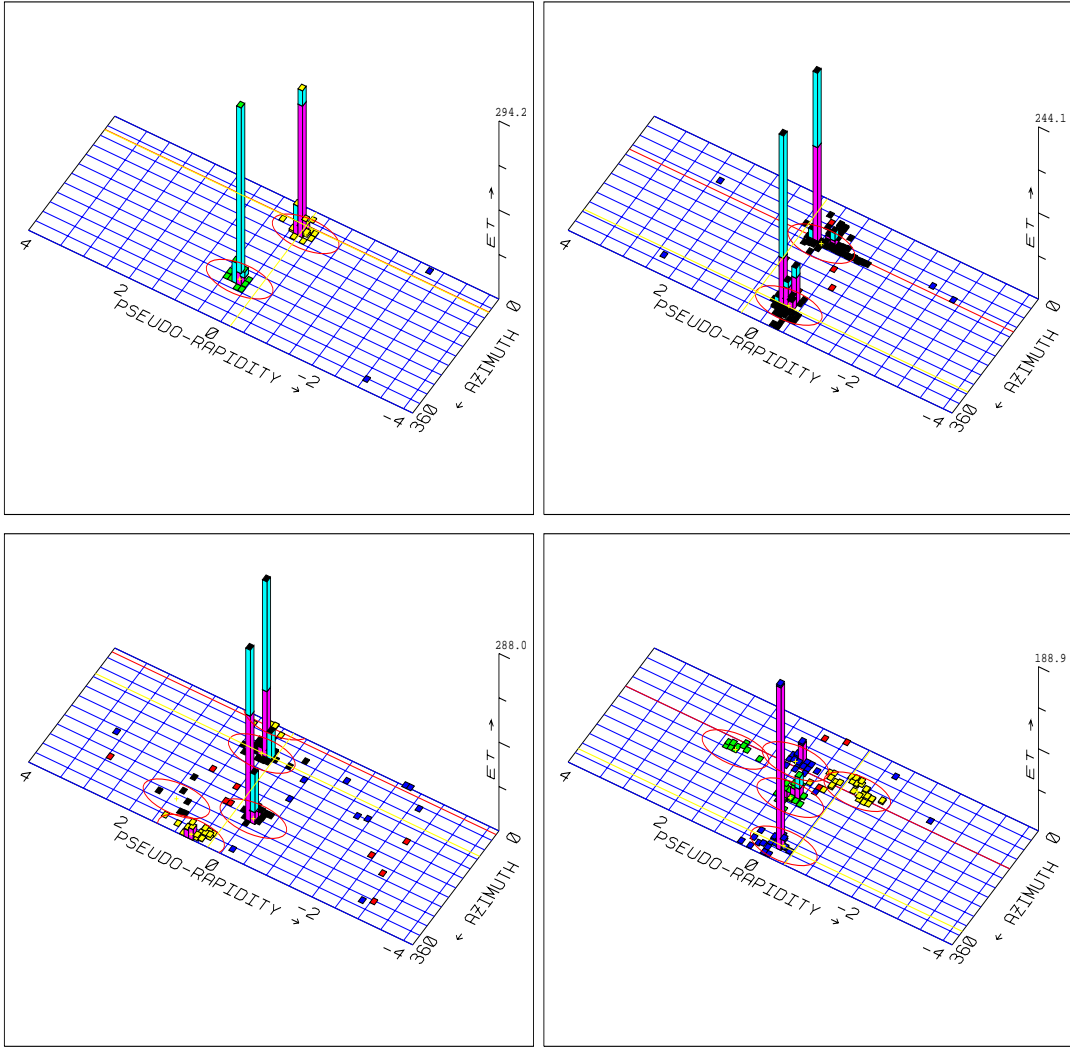 294.2
ET →
4
2
0
-2
-4
PSEUDO-RAPIDITY →
0
360
← AZIMUTH
244.1
ET →
4
2
0
-2
-4
PSEUDO-RAPIDITY →
0
360
← AZIMUTH
288.0
ET →
4
2
0
-2
-4
PSEUDO-RAPIDITY →
0
360
← AZIMUTH
188.9
ET →
4
2
0
-2
-4
PSEUDO-RAPIDITY →
0
360
← AZIMUTH